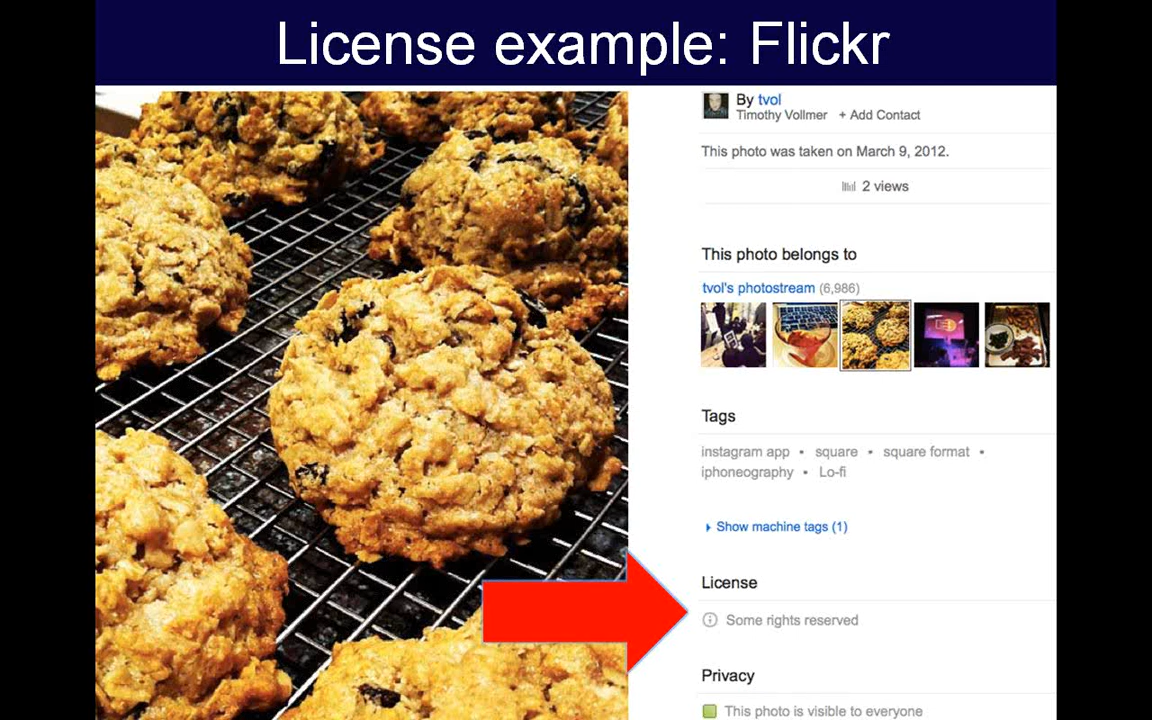 License example: Flickr
By tvol
Timothy Vollmer + Add Contact
This photo was taken on March 9, 2012.
2 views
This photo belongs to
tvol's photostream (6,986)
Tags
instagram app • square • square format •
iphoneography • Lo-fi
Show machine tags (1)
License
Some rights reserved
Privacy
This photo is visible to everyone